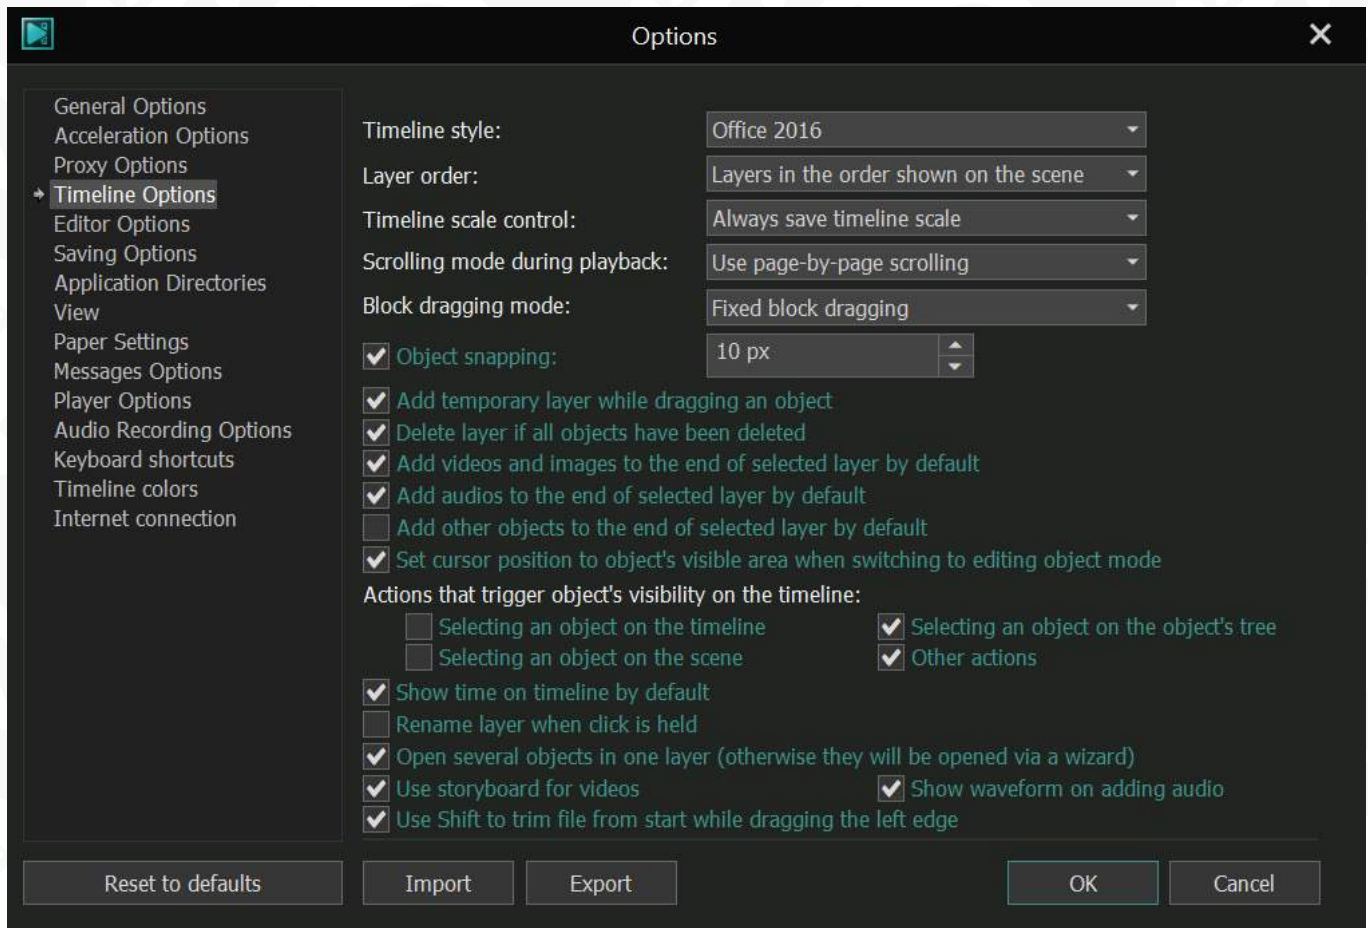 Options
General Options
Acceleration Options
Proxy Options
Timeline Options
Editor Options
Saving Options
Application Directories
View
Paper Settings
Messages Options
Player Options
Audio Recording Options
Keyboard shortcuts
Timeline colors
Internet connection
Timeline style: Office 2016
Layer order: Layers in the order shown on the scene
Timeline scale control: Always save timeline scale
Scrolling mode during playback: Use page-by-page scrolling
Block dragging mode: Fixed block dragging
Object snapping: 10 px
Add temporary layer while dragging an object
Delete layer if all objects have been deleted
Add videos and images to the end of selected layer by default
Add audios to the end of selected layer by default
Add other objects to the end of selected layer by default
Set cursor position to object's visible area when switching to editing object mode
Actions that trigger object's visibility on the timeline:
Selecting an object on the timeline Selecting an object on the object's tree
Selecting an object on the scene Other actions
Show time on timeline by default
Rename layer when click is held
Open several objects in one layer (otherwise they will be opened via a wizard)
Use storyboard for videos Show waveform on adding audio
Use Shift to trim file from start while dragging the left edge
Reset to defaults Import Export OK Cancel